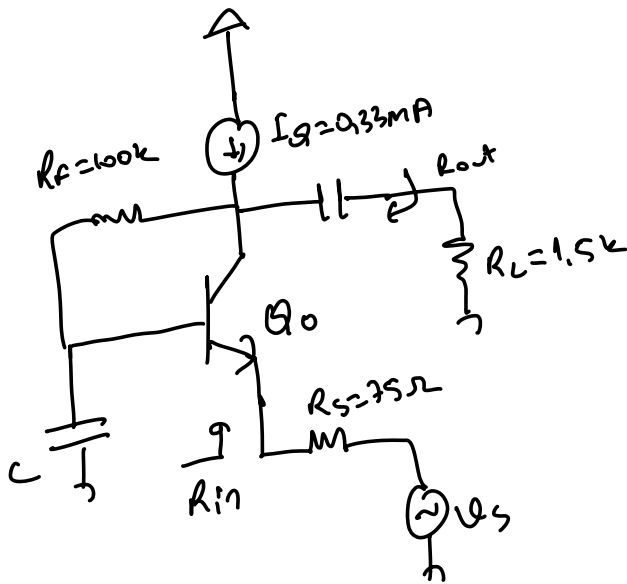 IQ=0,33mA
RF=100k
Rout
RL=1.5k
Q0
RS=75Ω
C
Rin
vs